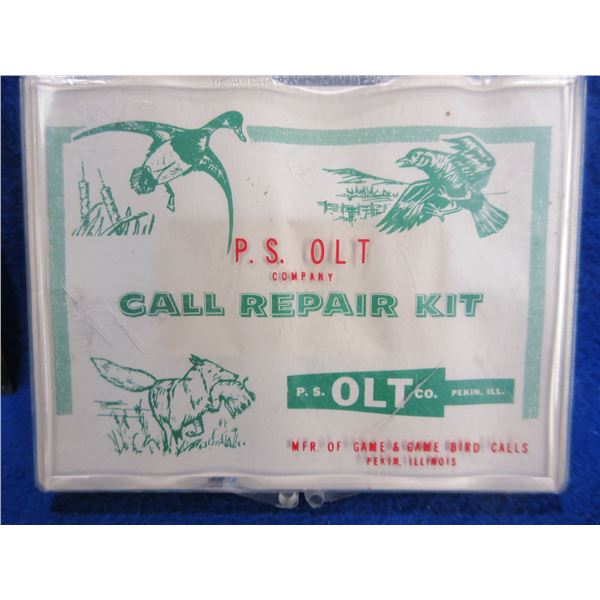 P.S. OLT
COMPANY
CALL REPAIR KIT
P. S. OLT CO. PEKIN, ILL.
MFR. OF GAME & GAME BIRD CALLS
PEKIN, ILLINOIS